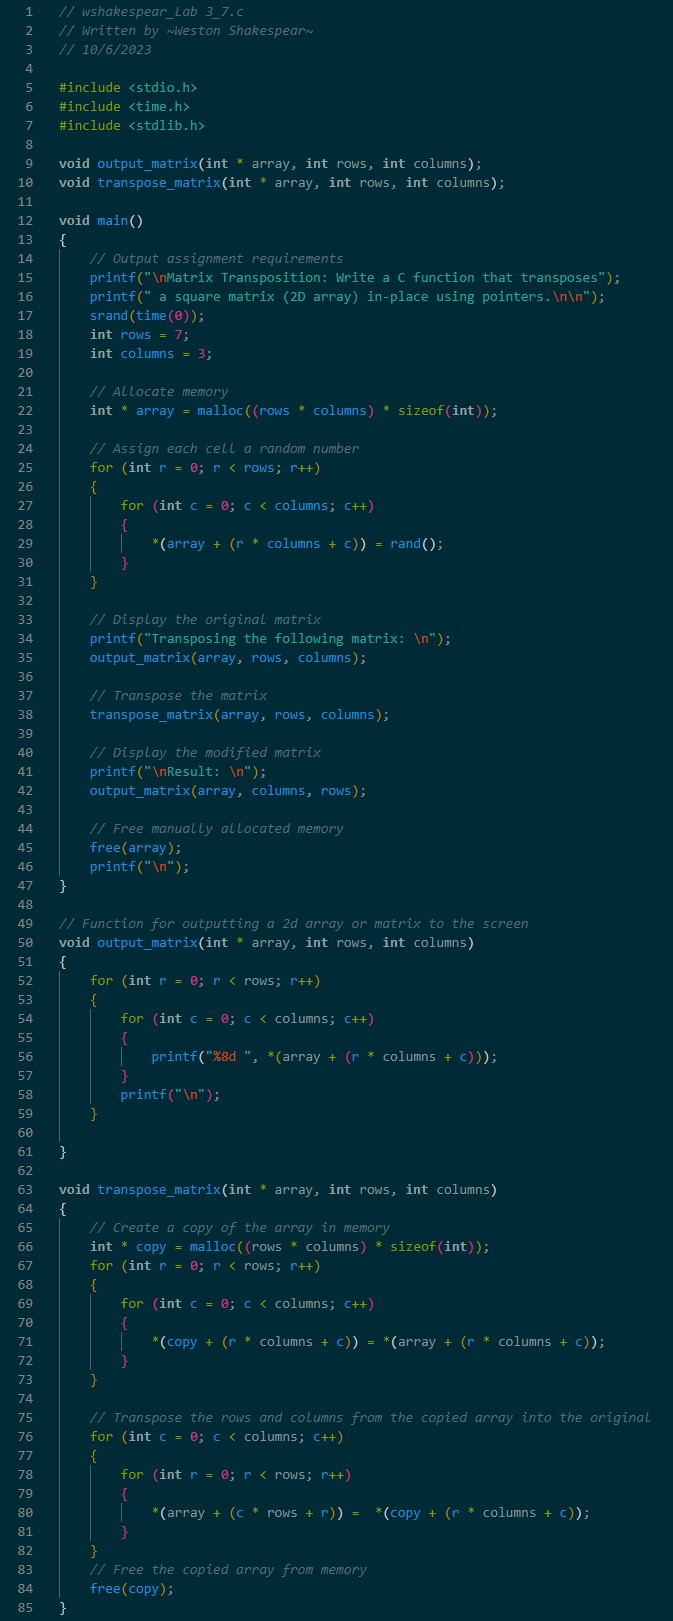 1 // wshakespear_Lab 3_7.c
2 // Written by ~Weston Shakespear~
3 // 10/6/2023
4
5 #include <stdio.h>
6 #include <time.h>
7 #include <stdlib.h>
8
9 void output_matrix(int * array, int rows, int columns);
10 void transpose_matrix(int * array, int rows, int columns);
11
12 void main()
13 {
14     // Output assignment requirements
15     printf("\nMatrix Transposition: Write a C function that transposes");
16     printf(" a square matrix (2D array) in-place using pointers.\n\n");
17     srand(time(0));
18     int rows = 7;
19     int columns = 3;
20
21     // Allocate memory
22     int * array = malloc((rows * columns) * sizeof(int));
23
24     // Assign each cell a random number
25     for (int r = 0; r < rows; r++)
26     {
27         for (int c = 0; c < columns; c++)
28         {
29             *(array + (r * columns + c)) = rand();
30         }
31     }
32
33     // Display the original matrix
34     printf("Transposing the following matrix: \n");
35     output_matrix(array, rows, columns);
36
37     // Transpose the matrix
38     transpose_matrix(array, rows, columns);
39
40     // Display the modified matrix
41     printf("\nResult: \n");
42     output_matrix(array, columns, rows);
43
44     // Free manually allocated memory
45     free(array);
46     printf("\n");
47 }
48
49 // Function for outputting a 2d array or matrix to the screen
50 void output_matrix(int * array, int rows, int columns)
51 {
52     for (int r = 0; r < rows; r++)
53     {
54         for (int c = 0; c < columns; c++)
55         {
56             printf("%8d ", *(array + (r * columns + c)));
57         }
58         printf("\n");
59     }
60
61 }
62
63 void transpose_matrix(int * array, int rows, int columns)
64 {
65     // Create a copy of the array in memory
66     int * copy = malloc((rows * columns) * sizeof(int));
67     for (int r = 0; r < rows; r++)
68     {
69         for (int c = 0; c < columns; c++)
70         {
71             *(copy + (r * columns + c)) = *(array + (r * columns + c));
72         }
73     }
74
75     // Transpose the rows and columns from the copied array into the original
76     for (int c = 0; c < columns; c++)
77     {
78         for (int r = 0; r < rows; r++)
79         {
80             *(array + (c * rows + r)) =  *(copy + (r * columns + c));
81         }
82     }
83     // Free the copied array from memory
84     free(copy);
85 }